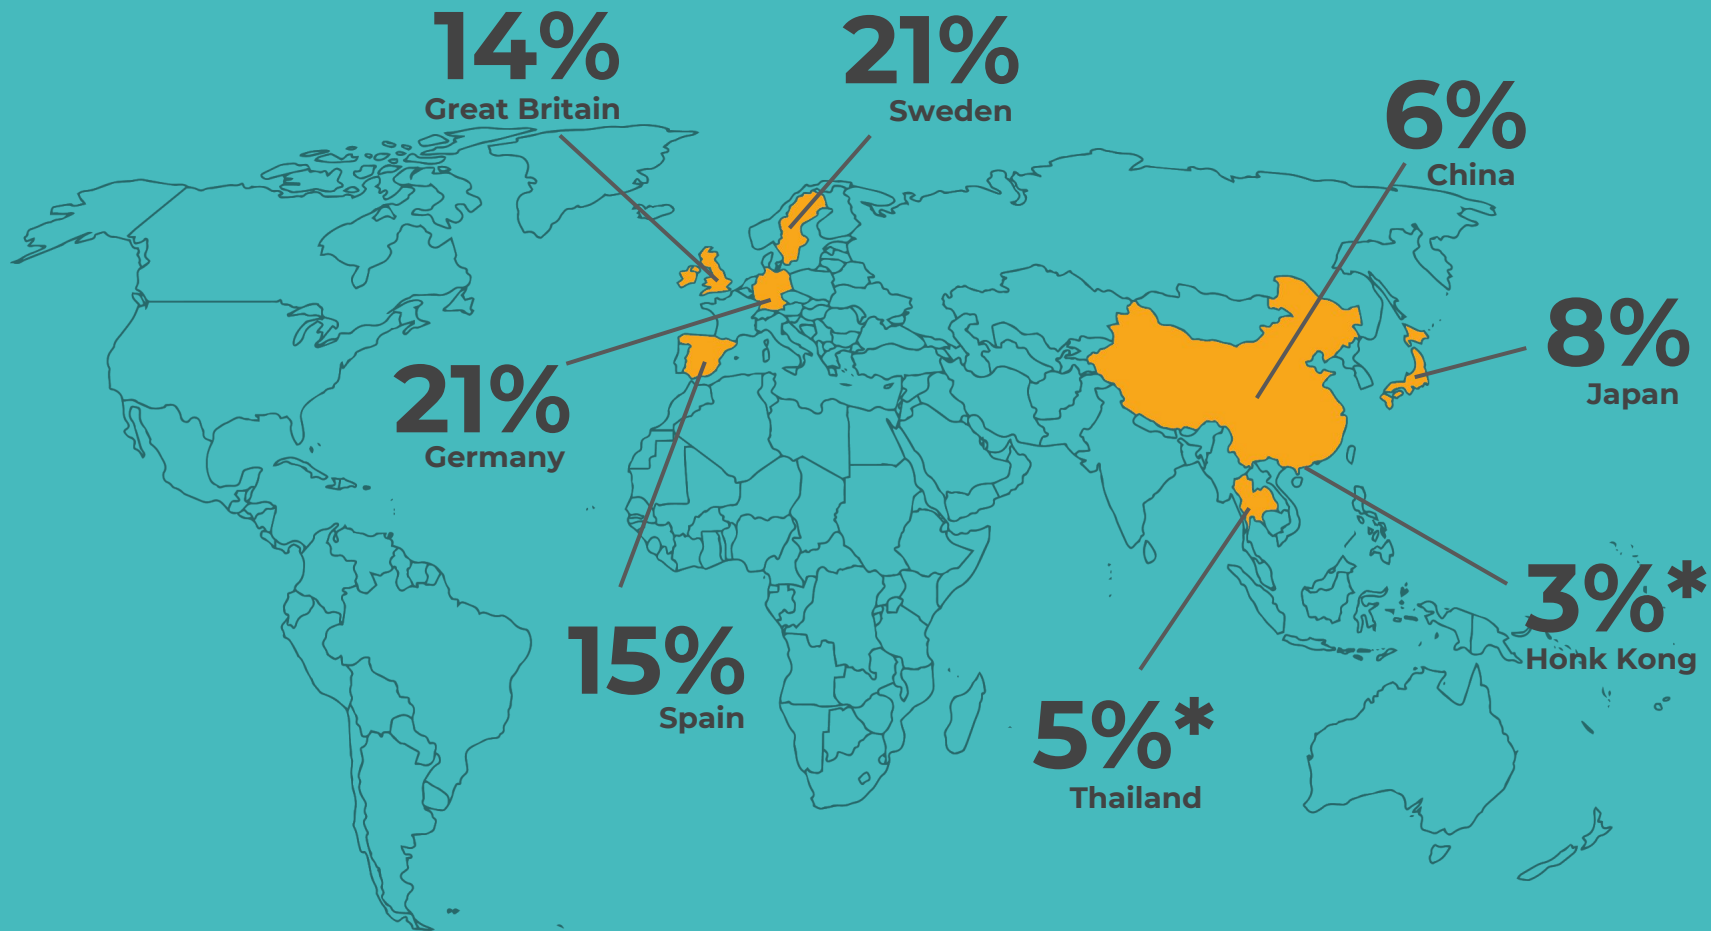 14%
Great Britain
21%
Sweden
6%
China
8%
Japan
21%
Germany
3%*
Honk Kong
15%
Spain
5%*
Thailand